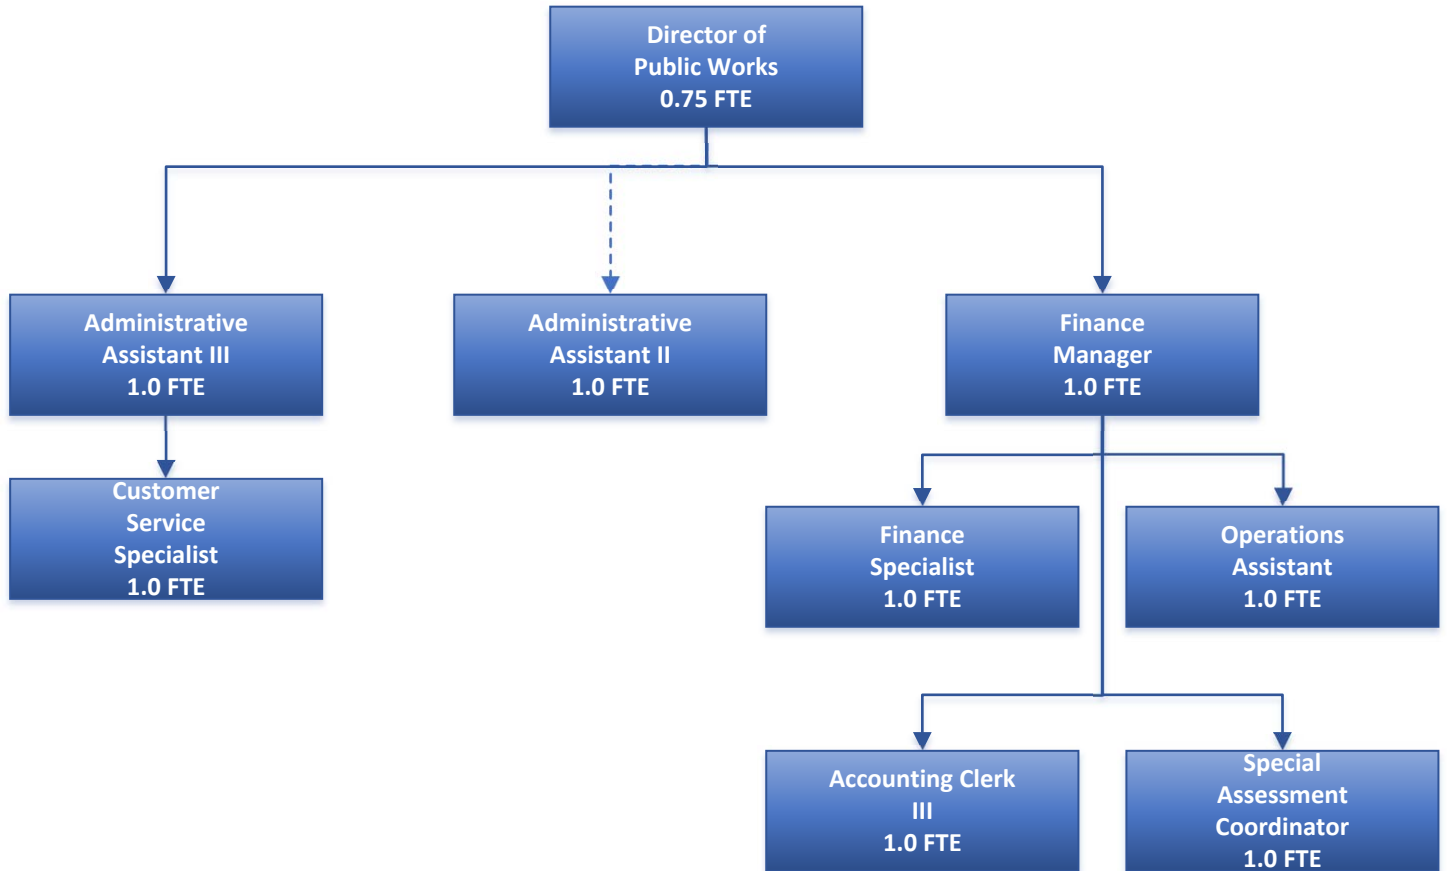 Director of
Public Works
0.75 FTE
Administrative
Assistant III
1.0 FTE
Administrative
Assistant II
1.0 FTE
Finance
Manager
1.0 FTE
Customer
Service
Specialist
1.0 FTE
Finance
Specialist
1.0 FTE
Operations
Assistant
1.0 FTE
Accounting Clerk
III
1.0 FTE
Special
Assessment
Coordinator
1.0 FTE